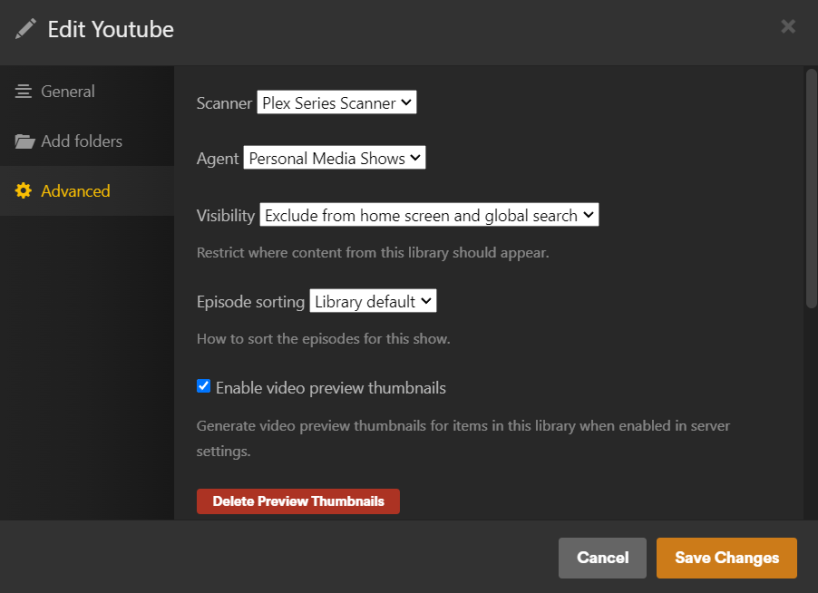 Edit Youtube
General
Add folders
Advanced
Scanner Plex Series Scanner
Agent Personal Media Shows
Visibility Exclude from home screen and global search
Restrict where content from this library should appear.
Episode sorting Library default
How to sort the episodes for this show.
Enable video preview thumbnails
Generate video preview thumbnails for items in this library when enabled in server
settings.
Delete Preview Thumbnails
Cancel Save Changes